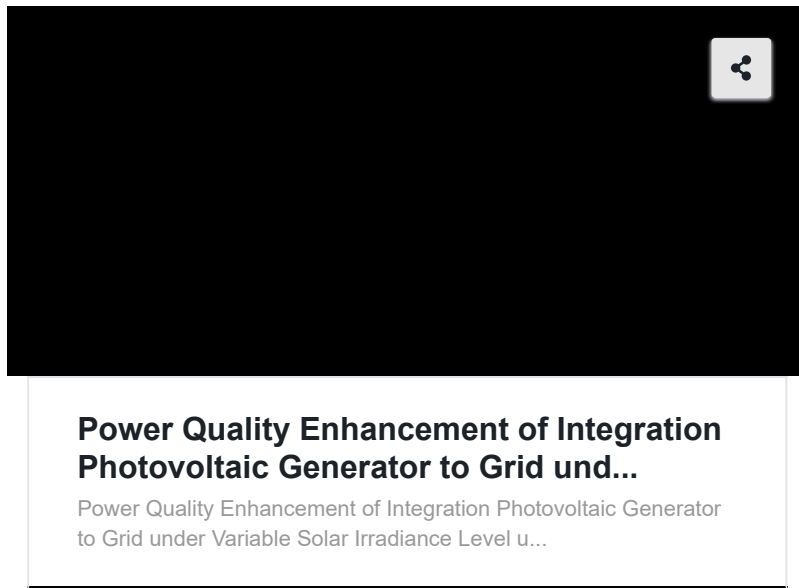 Power Quality Enhancement of Integration
Photovoltaic Generator to Grid und...
Power Quality Enhancement of Integration Photovoltaic Generator
to Grid under Variable Solar Irradiance Level u...